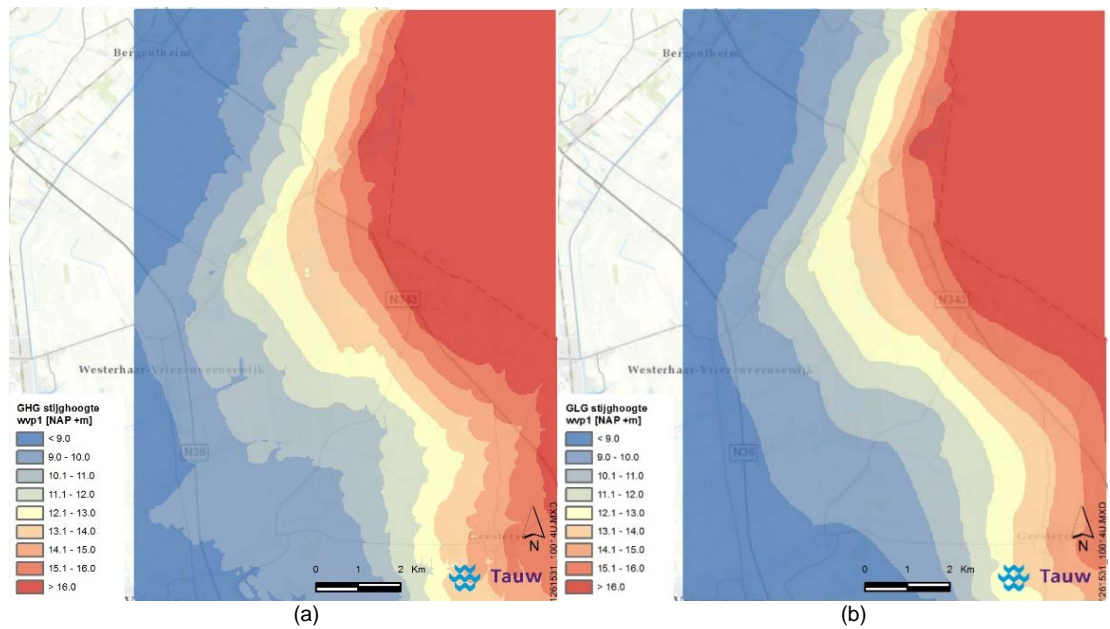 Bergentheim
N343
Westerhaar-Vriezenveensewijk
GHG stijghoogte
wvp1 [NAP +m]
< 9.0
9.0 - 10.0
10.1 - 11.0
11.1 - 12.0
12.1 - 13.0
13.1 - 14.0
14.1 - 15.0
15.1 - 16.0
> 16.0
N36
Geesteren
N
0 1 2 Km
Tauw
(a)
Bergentheim
N343
Westerhaar-Vriezenveensewijk
GLG stijghoogte
wvp1 [NAP +m]
< 9.0
9.0 - 10.0
10.1 - 11.0
11.1 - 12.0
12.1 - 13.0
13.1 - 14.0
14.1 - 15.0
15.1 - 16.0
> 16.0
N36
Geesteren
N
0 1 2 Km
Tauw
(b)